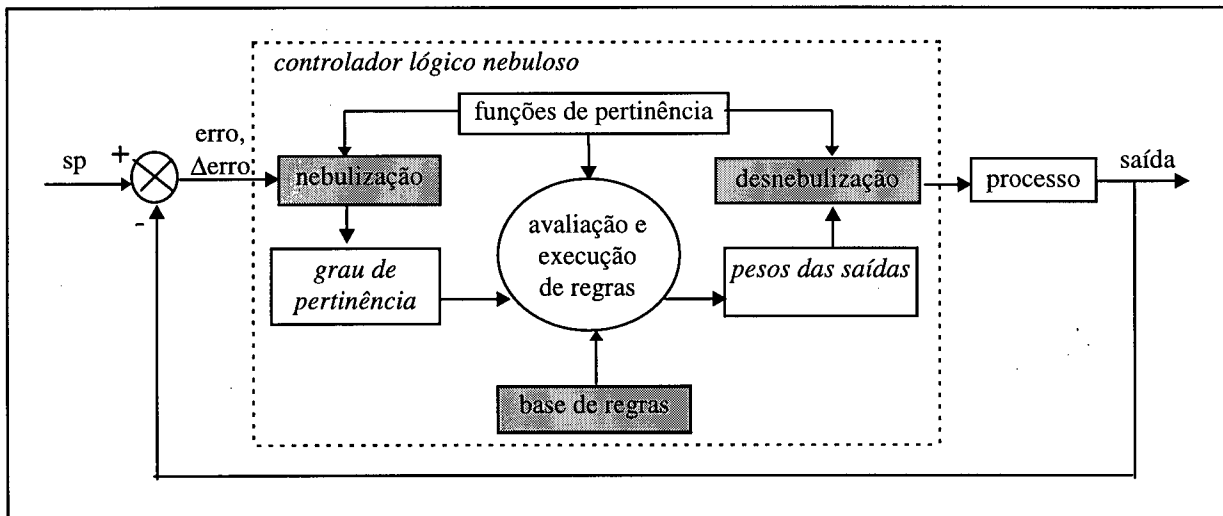 controlador lógico nebuloso
funções de pertinência
sp
+
-
erro,
Δerro
nebulização
grau de
pertinência
avaliação e
execução
de regras
base de regras
desnebulização
pesos das saídas
processo
saída